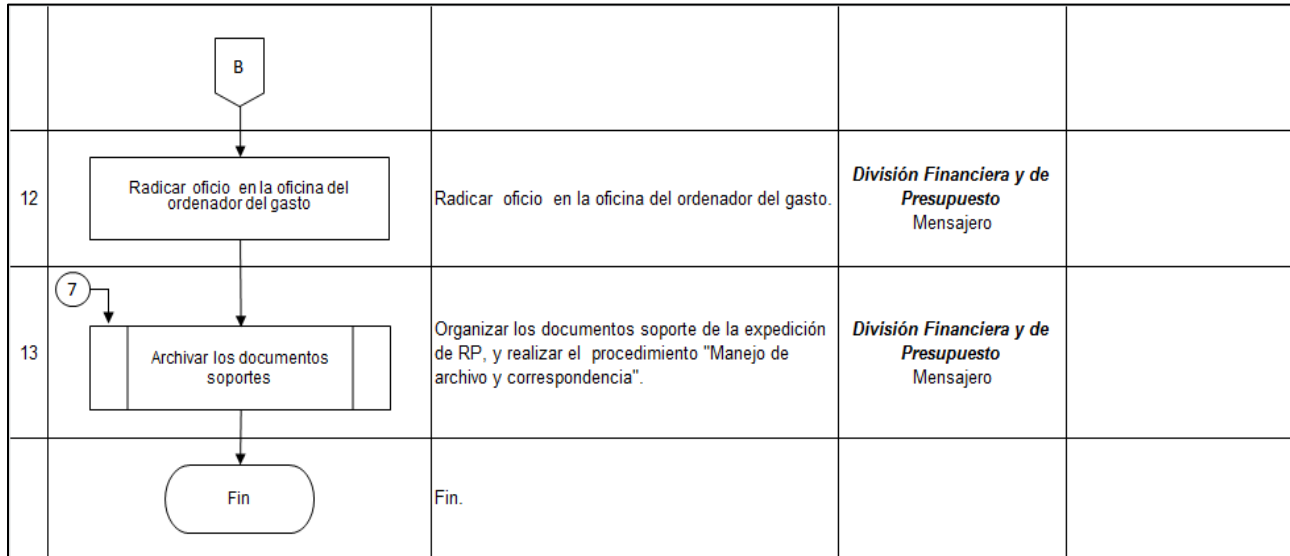 B
12
Radicar oficio en la oficina del
ordenador del gasto
Radicar oficio en la oficina del ordenador del gasto.
División Financiera y de
Presupuesto
Mensajero
7
13
Archivar los documentos
soportes
Organizar los documentos soporte de la expedición
de RP, y realizar el procedimiento "Manejo de
archivo y correspondencia".
División Financiera y de
Presupuesto
Mensajero
Fin
Fin.